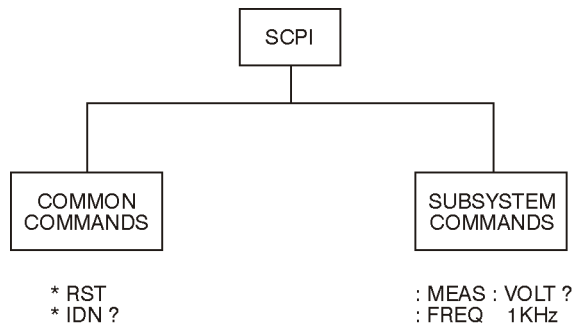 SCPI
COMMON
COMMANDS
SUBSYSTEM
COMMANDS
* RST
* IDN ?
: MEAS : VOLT ?
: FREQ 1KHz